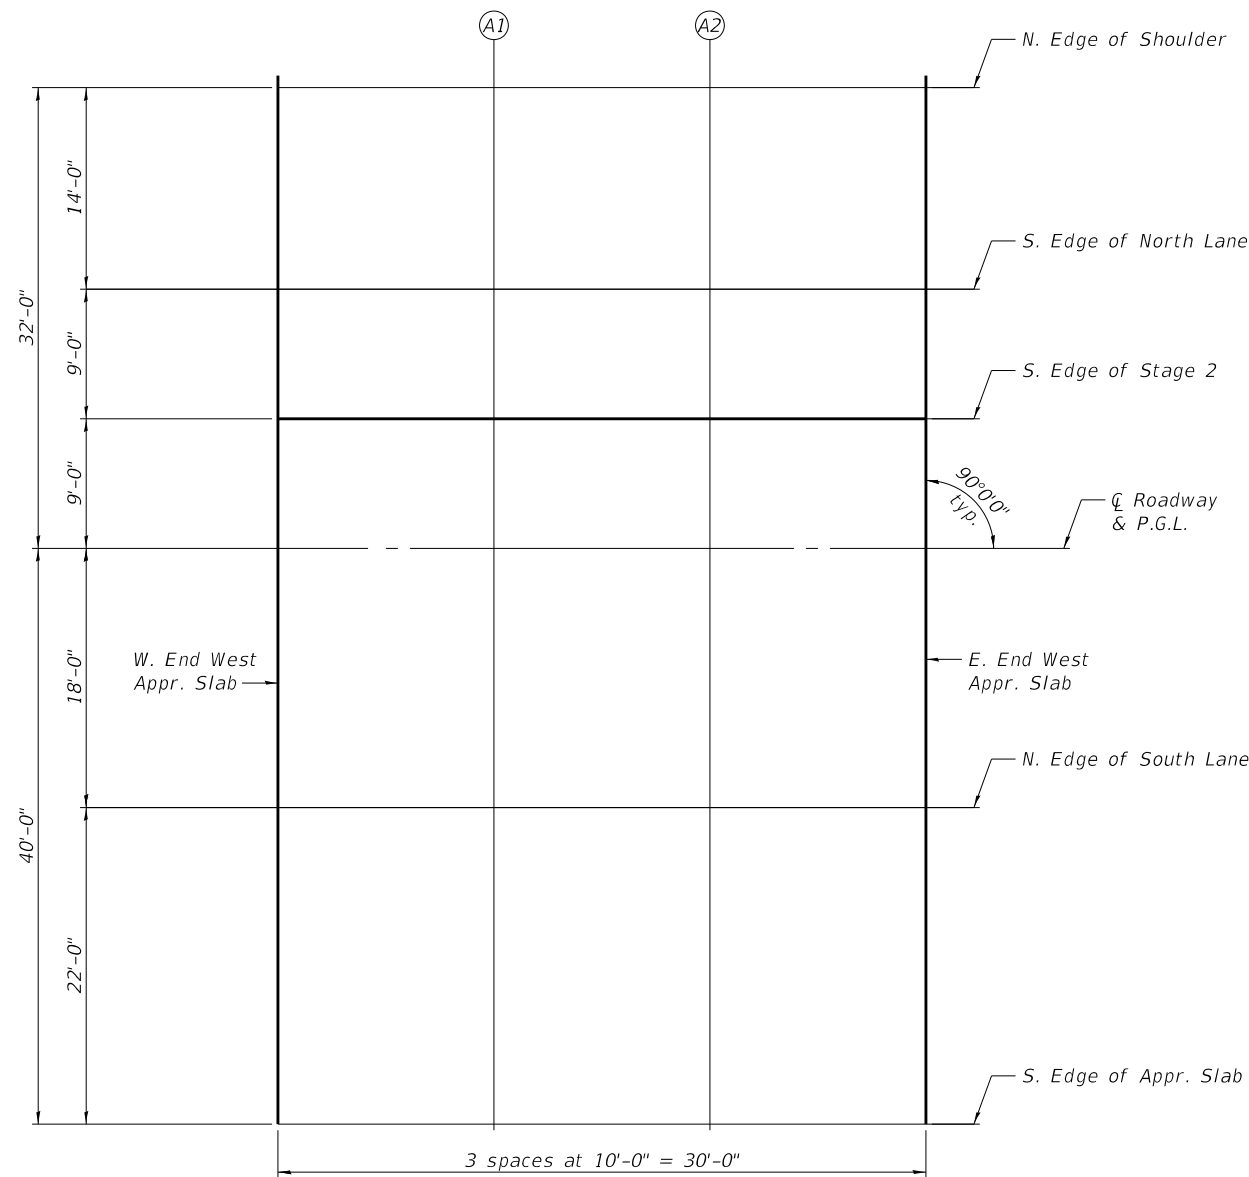 A1
A2
N. Edge of Shoulder
14'-0"
S. Edge of North Lane
32'-0"
9'-0"
S. Edge of Stage 2
9'-0"
90°0'0"
typ.
℄ Roadway
& P.G.L.
W. End West
Appr. Slab
18'-0"
E. End West
Appr. Slab
N. Edge of South Lane
40'-0"
22'-0"
S. Edge of Appr. Slab
3 spaces at 10'-0" = 30'-0"